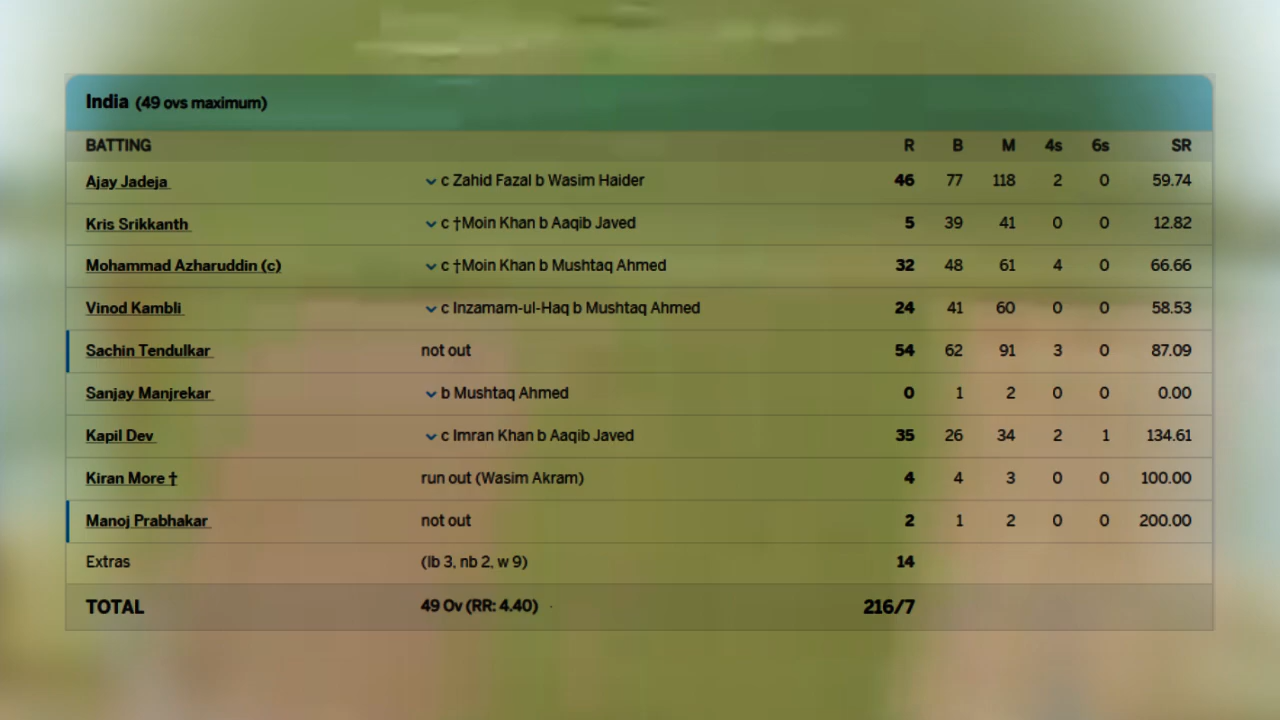 India (49 ovs maximum)
BATTING R B M 4s 6s SR
Ajay Jadeja c Zahid Fazal b Wasim Haider 46 77 118 2 0 59.74
Kris Srikkanth c †Moin Khan b Aaqib Javed 5 39 41 0 0 12.82
Mohammad Azharuddin (c) c †Moin Khan b Mushtaq Ahmed 32 48 61 4 0 66.66
Vinod Kambli c Inzamam-ul-Haq b Mushtaq Ahmed 24 41 60 0 0 58.53
Sachin Tendulkar not out 54 62 91 3 0 87.09
Sanjay Manjrekar b Mushtaq Ahmed 0 1 2 0 0 0.00
Kapil Dev c Imran Khan b Aaqib Javed 35 26 34 2 1 134.61
Kiran More † run out (Wasim Akram) 4 4 3 0 0 100.00
Manoj Prabhakar not out 2 1 2 0 0 200.00
Extras (lb 3, nb 2, w 9) 14
TOTAL 49 Ov (RR: 4.40) 216/7